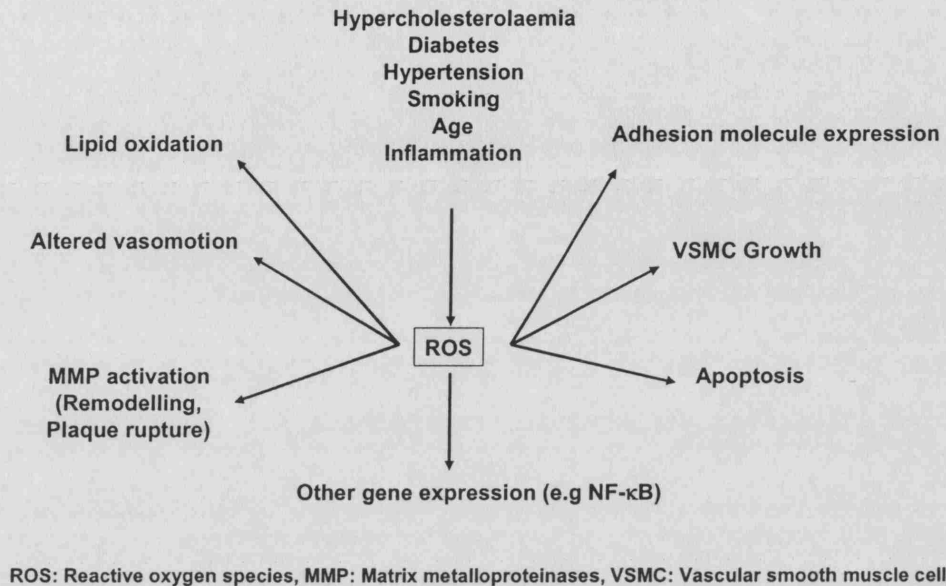 Hypercholesterolaemia
Diabetes
Hypertension
Smoking
Age
Inflammation
Lipid oxidation
Adhesion molecule expression
Altered vasomotion
VSMC Growth
ROS
MMP activation
(Remodelling,
Plaque rupture)
Apoptosis
Other gene expression (e.g NF-κB)
ROS: Reactive oxygen species, MMP: Matrix metalloproteinases, VSMC: Vascular smooth muscle cell